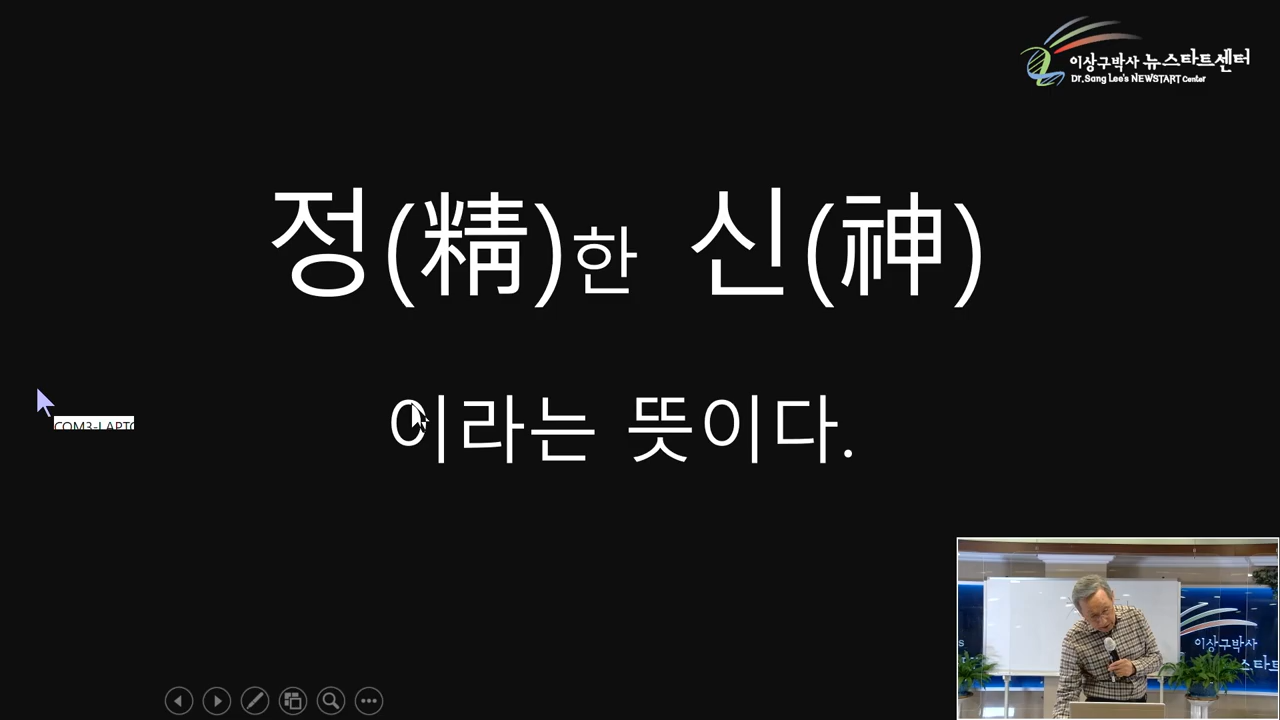 이상구박사 뉴스타트센터
Dr.Sang Lee's NEWSTART Center
정(精)한 신(神)
이라는 뜻이다.
이상구박사